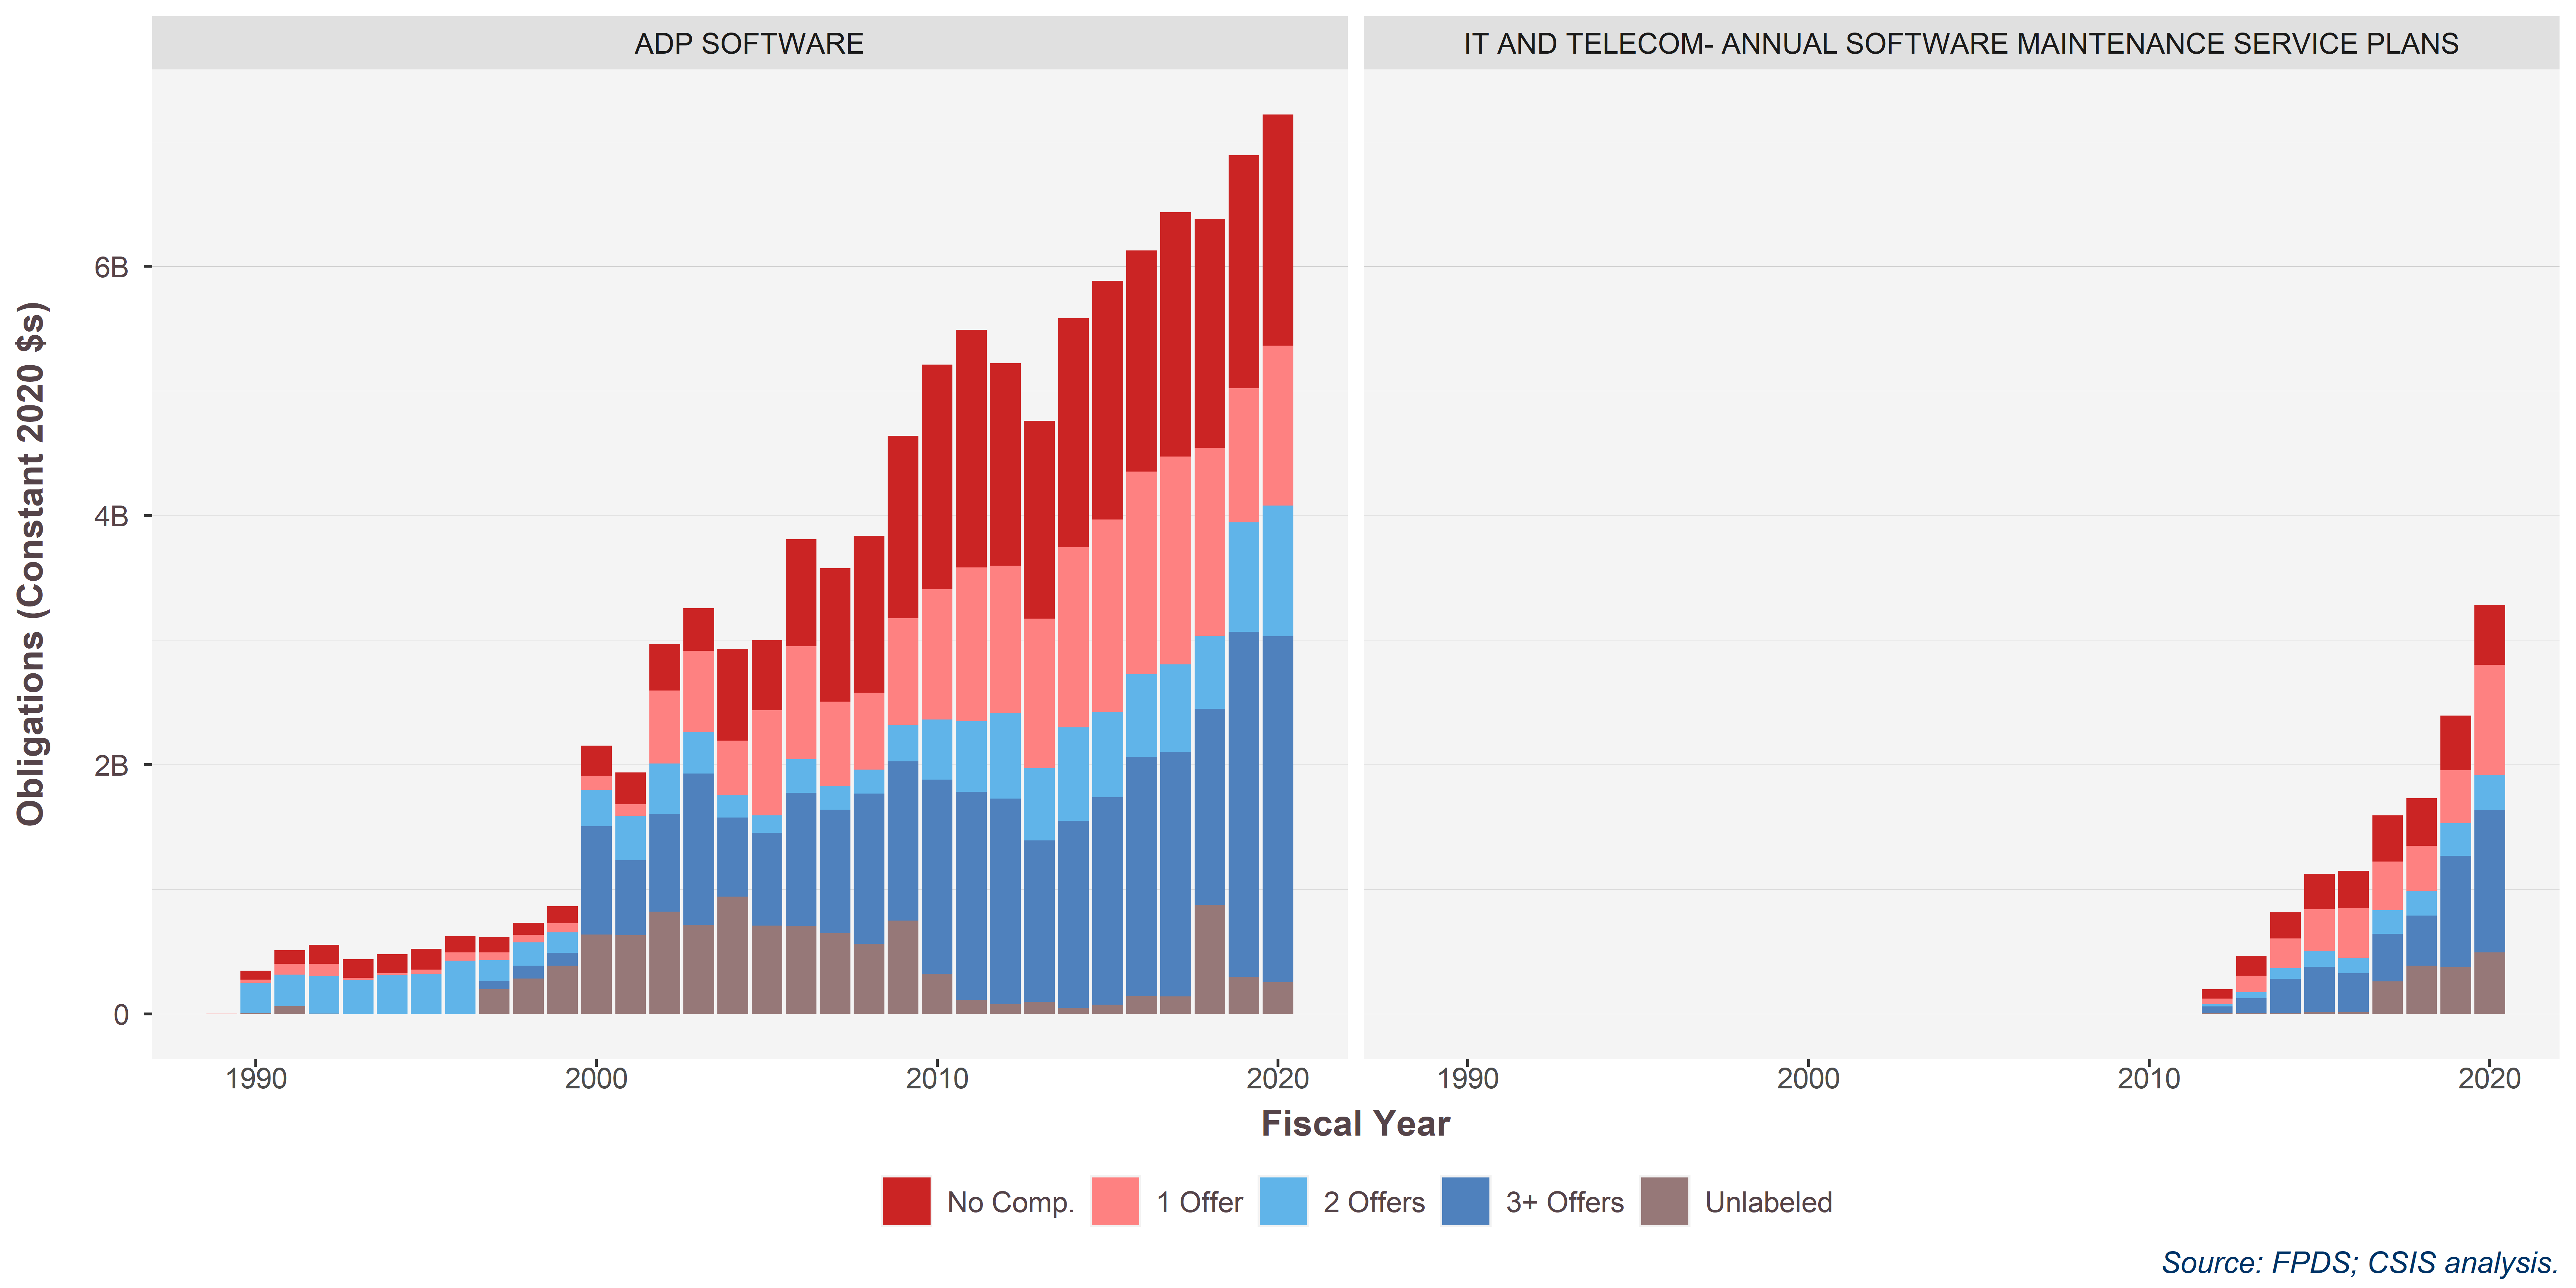 ADP SOFTWARE
IT AND TELECOM- ANNUAL SOFTWARE MAINTENANCE SERVICE PLANS
Obligations (Constant 2020 $s)
6B
4B
2B
0
1990 2000 2010 2020 1990 2000 2010 2020
Fiscal Year
No Comp. 1 Offer 2 Offers 3+ Offers Unlabeled
Source: FPDS; CSIS analysis.